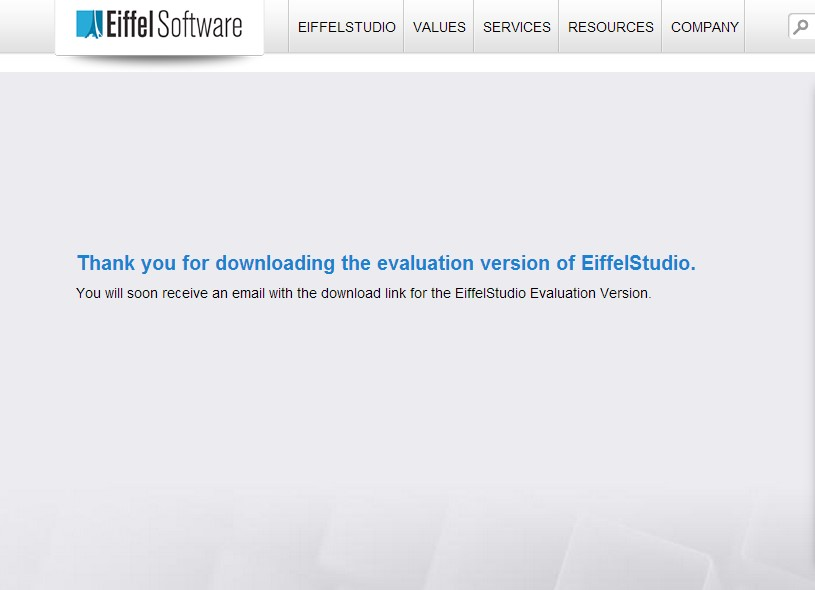 Eiffel Software
EIFFELSTUDIO VALUES SERVICES RESOURCES COMPANY
Thank you for downloading the evaluation version of EiffelStudio.
You will soon receive an email with the download link for the EiffelStudio Evaluation Version.